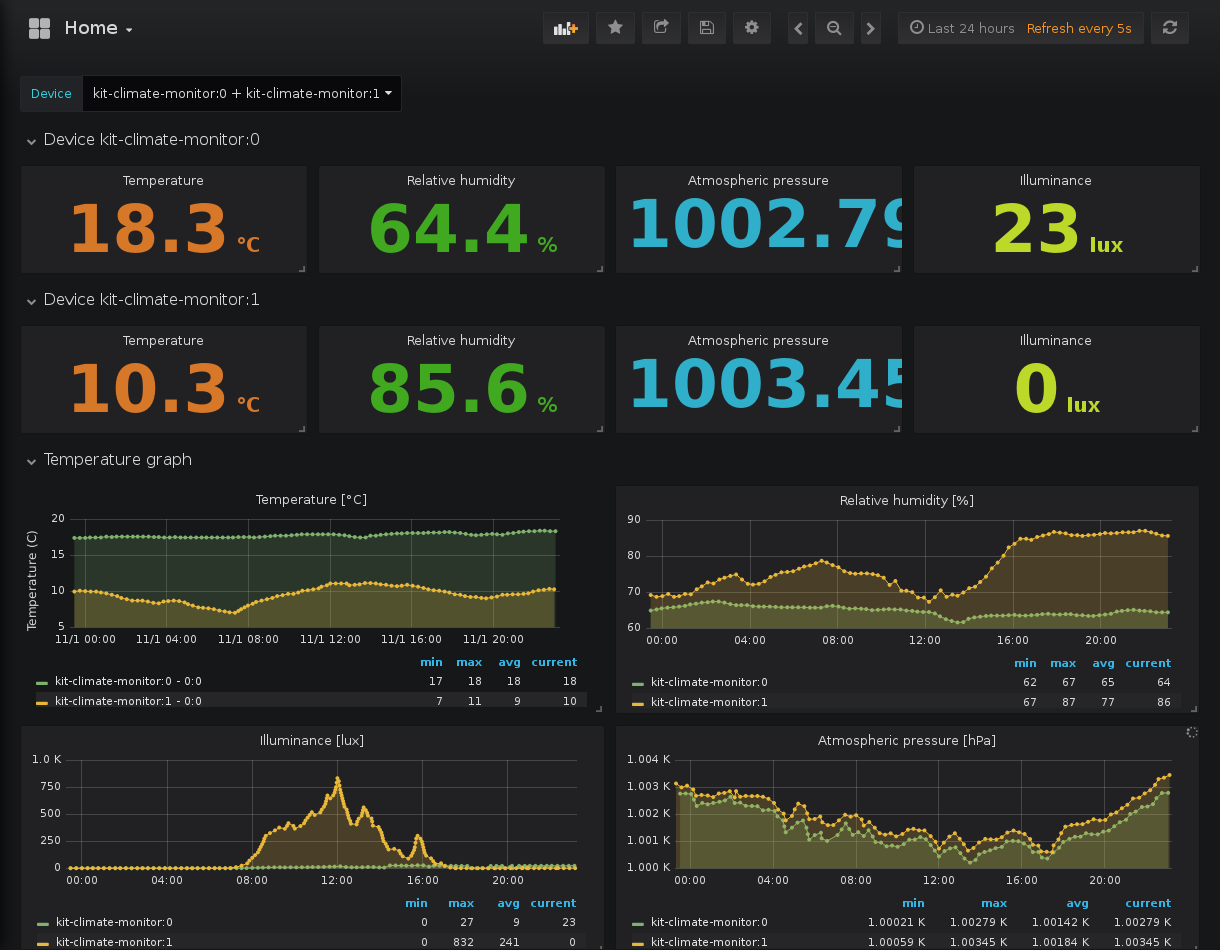 Home
Last 24 hours Refresh every 5s
Device kit-climate-monitor:0 + kit-climate-monitor:1
Device kit-climate-monitor:0
Temperature Relative humidity Atmospheric pressure Illuminance
18.3 °C 64.4 % 1002.79 23 lux
Device kit-climate-monitor:1
Temperature Relative humidity Atmospheric pressure Illuminance
10.3 °C 85.6 % 1003.45 0 lux
Temperature graph
Temperature [°C]
Temperature (C)
20
15
10
5
11/1 00:00 11/1 04:00 11/1 08:00 11/1 12:00 11/1 16:00 11/1 20:00
min max avg current
kit-climate-monitor:0 - 0:0 17 18 18 18
kit-climate-monitor:1 - 0:0 7 11 9 10
Relative humidity [%]
90
80
70
60
00:00 04:00 08:00 12:00 16:00 20:00
min max avg current
kit-climate-monitor:0 62 67 65 64
kit-climate-monitor:1 67 87 77 86
Illuminance [lux]
1.0 K
750
500
250
0
00:00 04:00 08:00 12:00 16:00 20:00
min max avg current
kit-climate-monitor:0 0 27 9 23
kit-climate-monitor:1 0 832 241 0
Atmospheric pressure [hPa]
1.004 K
1.003 K
1.002 K
1.001 K
1.000 K
00:00 04:00 08:00 12:00 16:00 20:00
min max avg current
kit-climate-monitor:0 1.00021 K 1.00279 K 1.00142 K 1.00279 K
kit-climate-monitor:1 1.00059 K 1.00345 K 1.00184 K 1.00345 K